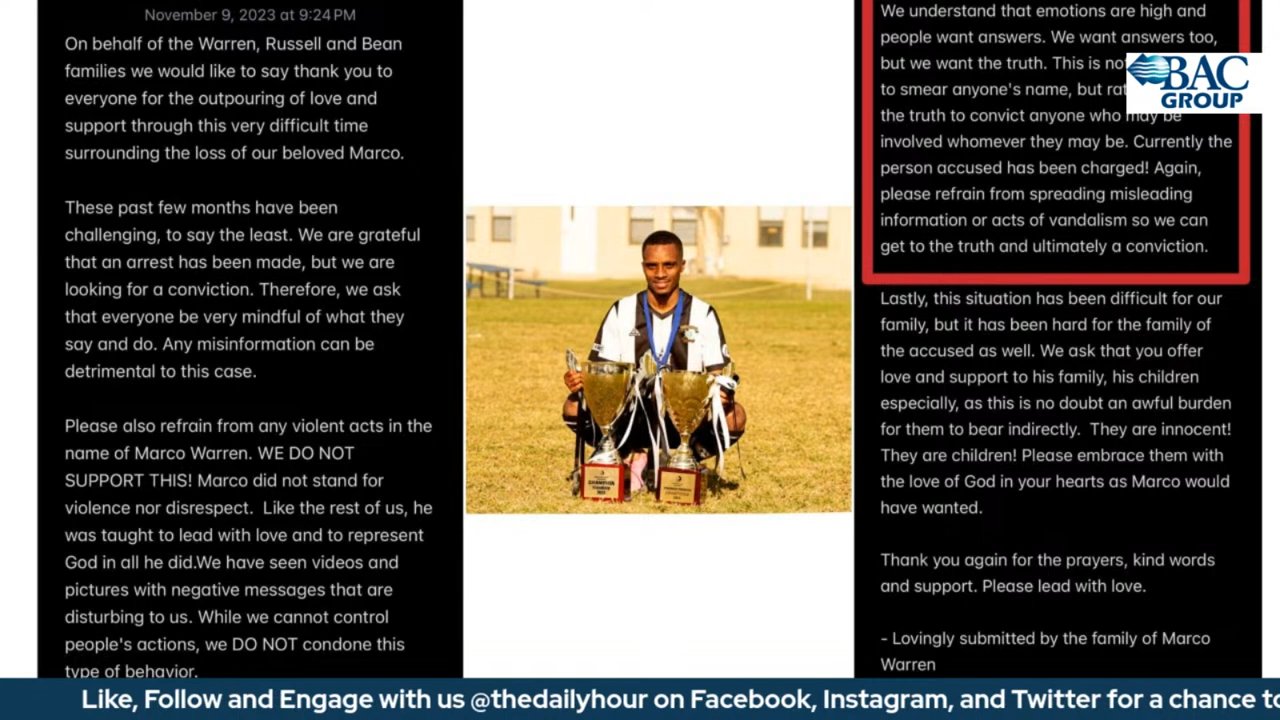 November 9, 2023 at 9:24 PM
On behalf of the Warren, Russell and Bean
families we would like to say thank you to
everyone for the outpouring of love and
support through this very difficult time
surrounding the loss of our beloved Marco.
These past few months have been
challenging, to say the least. We are grateful
that an arrest has been made, but we are
looking for a conviction. Therefore, we ask
that everyone be very mindful of what they
say and do. Any misinformation can be
detrimental to this case.
Please also refrain from any violent acts in the
name of Marco Warren. WE DO NOT
SUPPORT THIS! Marco did not stand for
violence nor disrespect. Like the rest of us, he
was taught to lead with love and to represent
God in all he did.We have seen videos and
pictures with negative messages that are
disturbing to us. While we cannot control
people's actions, we DO NOT condone this
type of behavior.
We understand that emotions are high and
people want answers. We want answers too,
but we want the truth. This is
to smear anyone's name, but
the truth to convict anyone who may be
involved whomever they may be. Currently the
person accused has been charged! Again,
please refrain from spreading misleading
information or acts of vandalism so we can
get to the truth and ultimately a conviction.
Lastly, this situation has been difficult for our
family, but it has been hard for the family of
the accused as well. We ask that you offer
love and support to his family, his children
especially, as this is no doubt an awful burden
for them to bear indirectly. They are innocent!
They are children! Please embrace them with
the love of God in your hearts as Marco would
have wanted.
Thank you again for the prayers, kind words
and support. Please lead with love.
- Lovingly submitted by the family of Marco
Warren
BAC
GROUP
Like, Follow and Engage with us @thedailyhour on Facebook, Instagram, and Twitter for a chance to